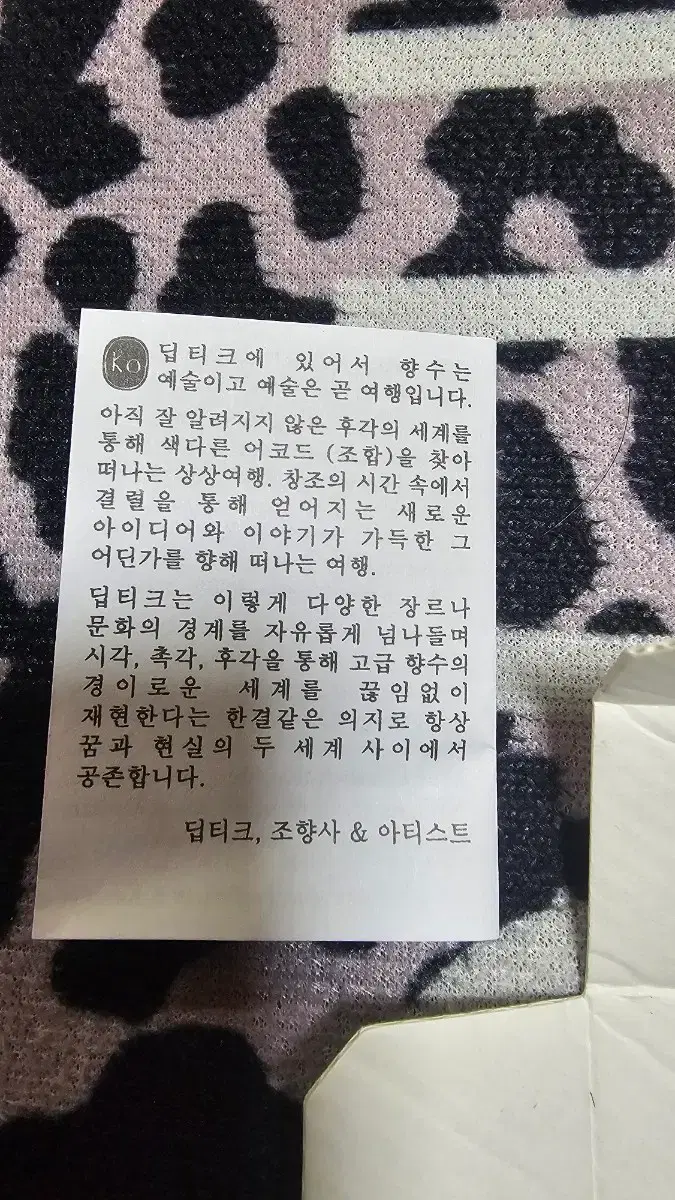 ko
딥티크에 있어서 향수는
예술이고 예술은 곧 여행입니다.
아직 잘 알려지지 않은 후각의 세계를
통해 색다른 어코드 (조합)을 찾아
떠나는 상상여행. 창조의 시간 속에서
결렬을 통해 얻어지는 새로운
아이디어와 이야기가 가득한 그
어딘가를 향해 떠나는 여행.
딥티크는 이렇게 다양한 장르나
문화의 경계를 자유롭게 넘나들며
시각, 촉각, 후각을 통해 고급 향수의
경이로운 세계를 끊임없이
재현한다는 한결같은 의지로 항상
꿈과 현실의 두 세계 사이에서
공존합니다.
딥티크, 조향사 & 아티스트